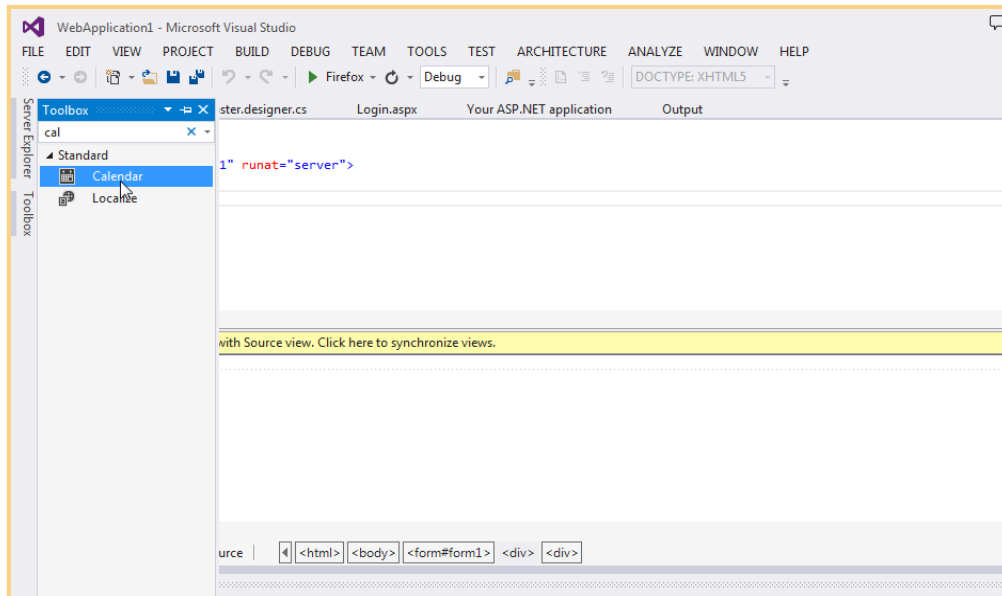 WebApplication1 - Microsoft Visual Studio
FILE EDIT VIEW PROJECT BUILD DEBUG TEAM TOOLS TEST ARCHITECTURE ANALYZE WINDOW HELP
Firefox Debug DOCTYPE: XHTML5
Server Explorer
Toolbox
Toolbox
ster.designer.cs Login.aspx Your ASP.NET application Output
cal
Standard
1" runat="server">
Calendar
Localize
with Source view. Click here to synchronize views.
urce <html> <body> <form#form1> <div> <div>